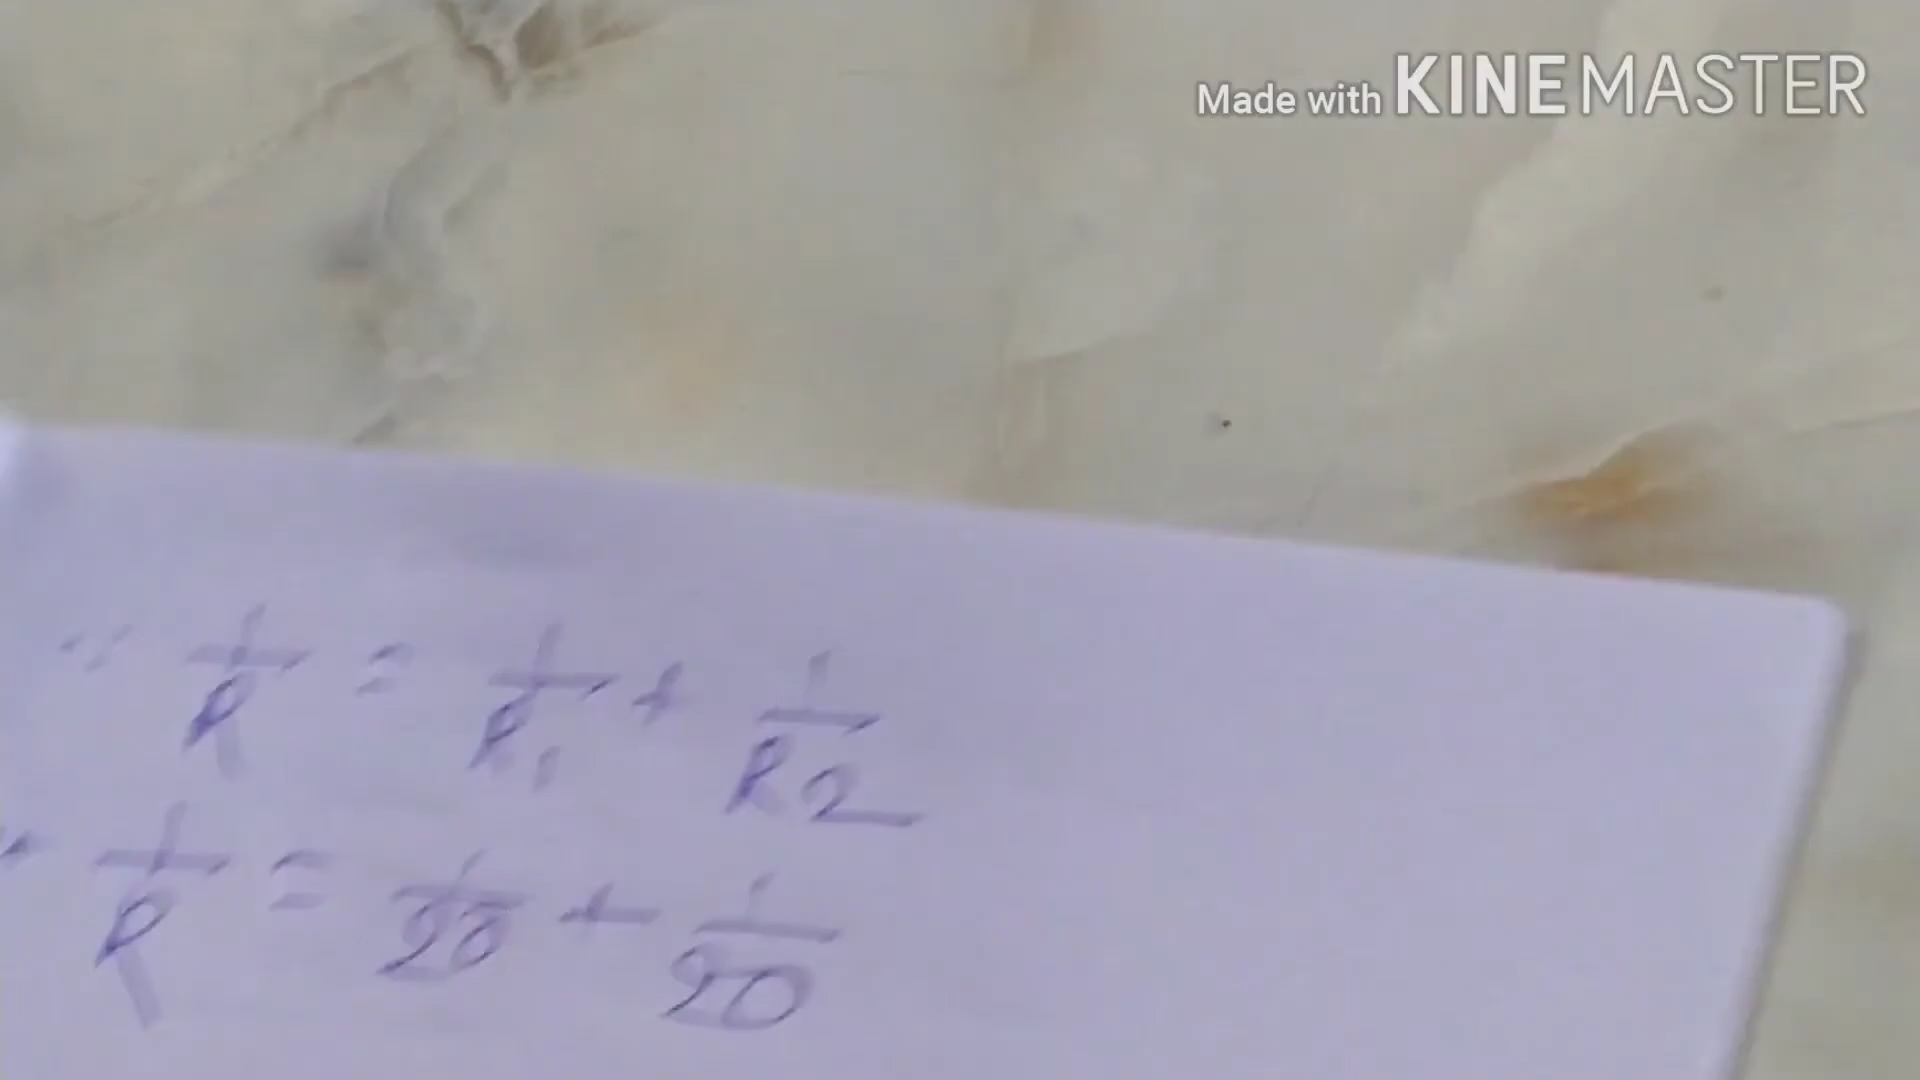 Made with KINEMASTER
∵ 1/R = 1/R1 + 1/R2
1/R = 1/20 + 1/20